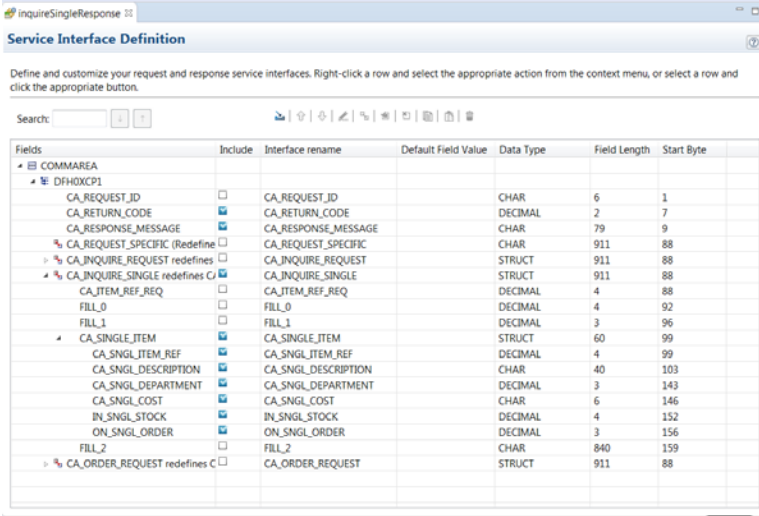 inquireSingleResponse
Service Interface Definition
Define and customize your request and response service interfaces. Right-click a row and select the appropriate action from the context menu, or select a row and
click the appropriate button.
Search:
Fields Include Interface rename Default Field Value Data Type Field Length Start Byte
COMMAREA
DFH0XCP1
CA_REQUEST_ID CA_REQUEST_ID CHAR 6 1
CA_RETURN_CODE CA_RETURN_CODE DECIMAL 2 7
CA_RESPONSE_MESSAGE CA_RESPONSE_MESSAGE CHAR 79 9
CA_REQUEST_SPECIFIC (Redefine CA_REQUEST_SPECIFIC CHAR 911 88
CA_INQUIRE_REQUEST redefines CA_INQUIRE_REQUEST STRUCT 911 88
CA_INQUIRE_SINGLE redefines CA CA_INQUIRE_SINGLE STRUCT 911 88
CA_ITEM_REF_REQ CA_ITEM_REF_REQ DECIMAL 4 88
FILL_0 FILL_0 DECIMAL 4 92
FILL_1 FILL_1 DECIMAL 3 96
CA_SINGLE_ITEM CA_SINGLE_ITEM STRUCT 60 99
CA_SNGL_ITEM_REF CA_SNGL_ITEM_REF DECIMAL 4 99
CA_SNGL_DESCRIPTION CA_SNGL_DESCRIPTION CHAR 40 103
CA_SNGL_DEPARTMENT CA_SNGL_DEPARTMENT DECIMAL 3 143
CA_SNGL_COST CA_SNGL_COST CHAR 6 146
IN_SNGL_STOCK IN_SNGL_STOCK DECIMAL 4 152
ON_SNGL_ORDER ON_SNGL_ORDER DECIMAL 3 156
FILL_2 FILL_2 CHAR 840 159
CA_ORDER_REQUEST redefines C CA_ORDER_REQUEST STRUCT 911 88